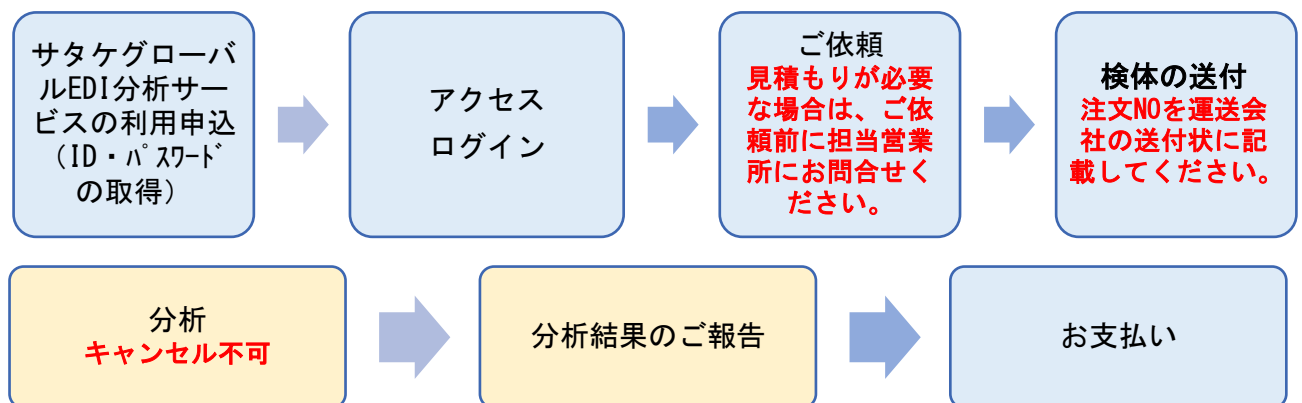 サタケグローバ
ルEDI分析サー
ビスの利用申込
（ID・ﾊﾟｽﾜｰﾄﾞ
の取得）
アクセス
ログイン
ご依頼
見積もりが必要
な場合は、ご依
頼前に担当営業
所にお問合せく
ださい。
検体の送付
注文NOを運送会
社の送付状に記
載してください。
分析
キャンセル不可
分析結果のご報告
お支払い